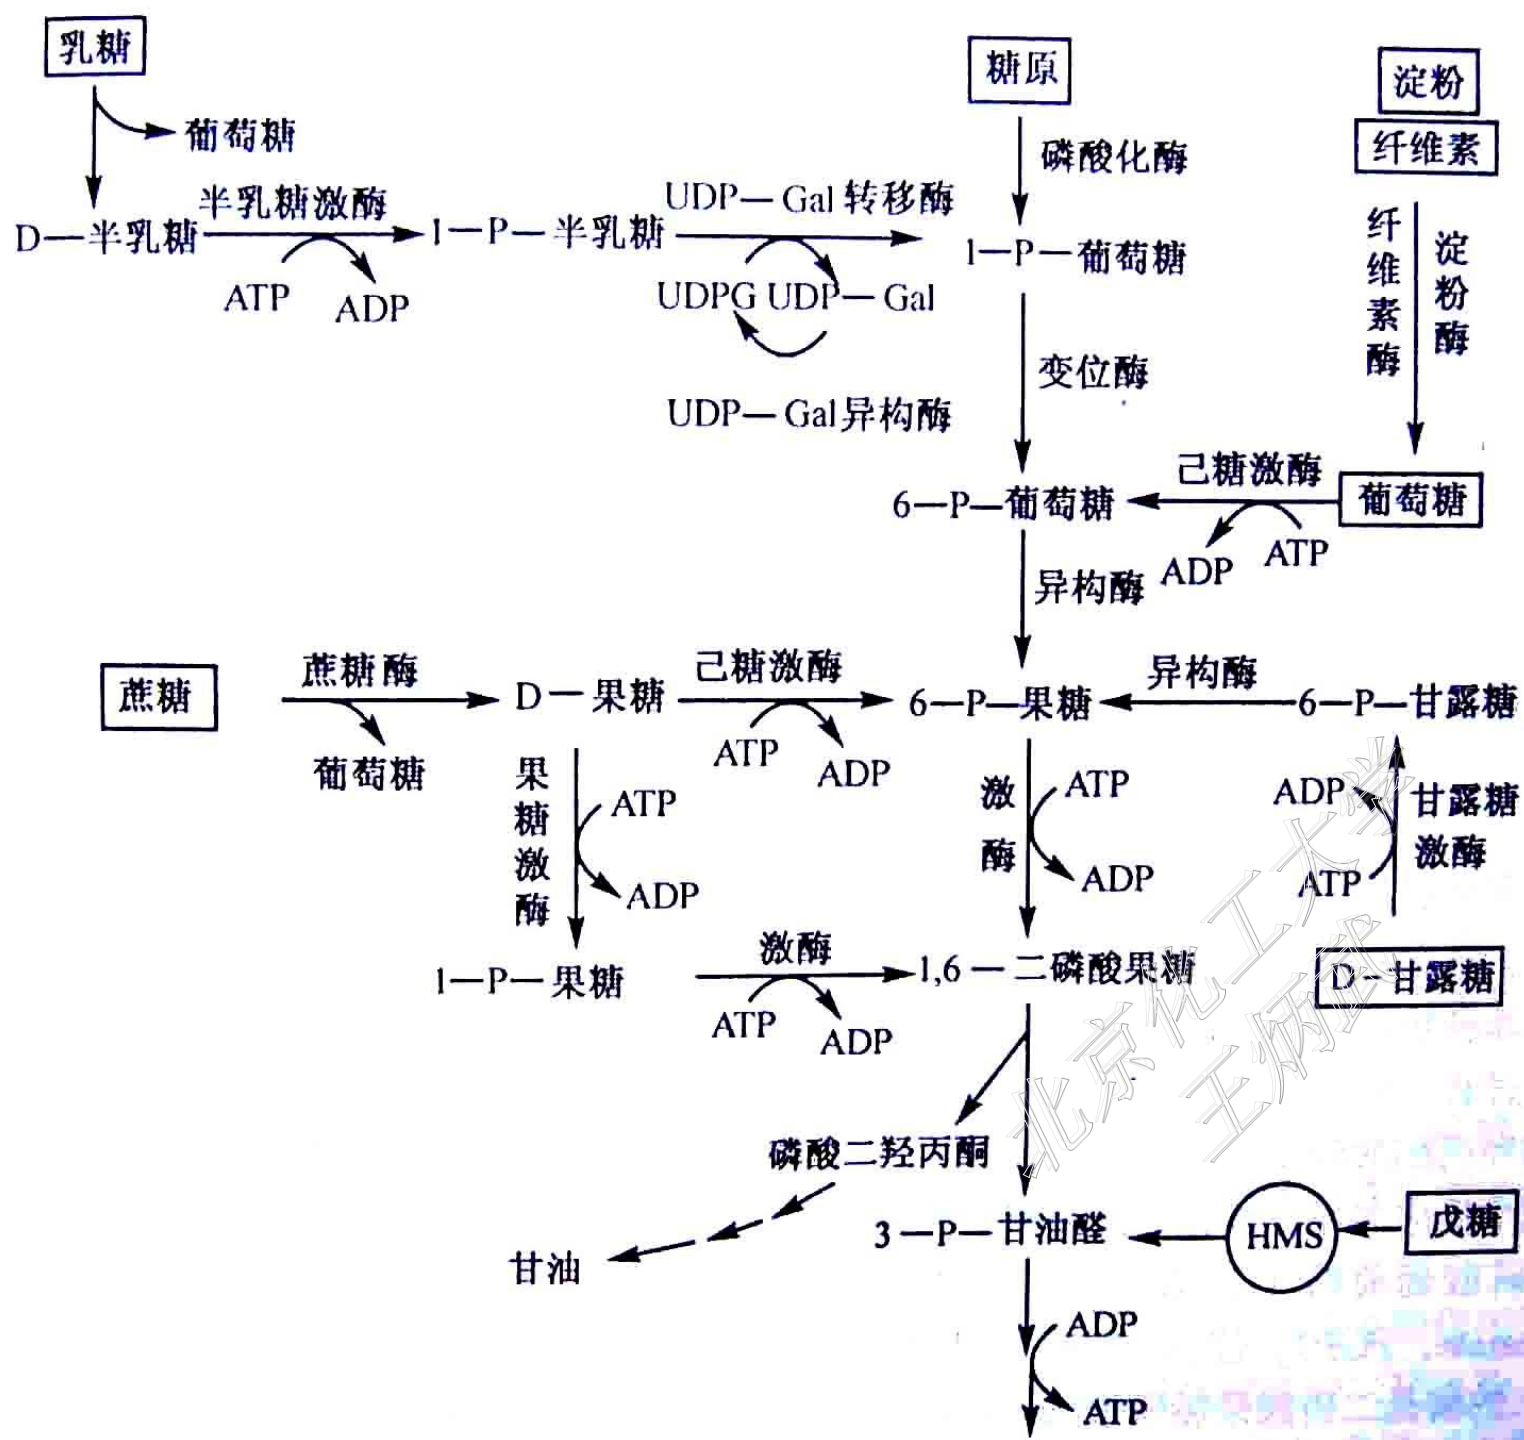 乳糖
糖原
淀粉
纤维素
葡萄糖
磷酸化酶
半乳糖激酶
UDP—Gal转移酶
D—半乳糖
1—P—半乳糖
1—P—葡萄糖
纤维素酶
淀粉酶
ATP
ADP
UDPG UDP—Gal
变位酶
UDP—Gal异构酶
己糖激酶
6—P—葡萄糖
葡萄糖
ADP
ATP
异构酶
蔗糖
蔗糖酶
D—果糖
己糖激酶
6—P—果糖
异构酶
6—P—甘露糖
葡萄糖
ATP
ADP
果糖激酶
ATP
ADP
激酶
ATP
ADP
ADP
ATP
甘露糖
激酶
1—P—果糖
激酶
1,6—二磷酸果糖
D-甘露糖
ATP
ADP
北京化工大学
王炳武
磷酸二羟丙酮
甘油
3—P—甘油醛
HMS
戊糖
ADP
ATP